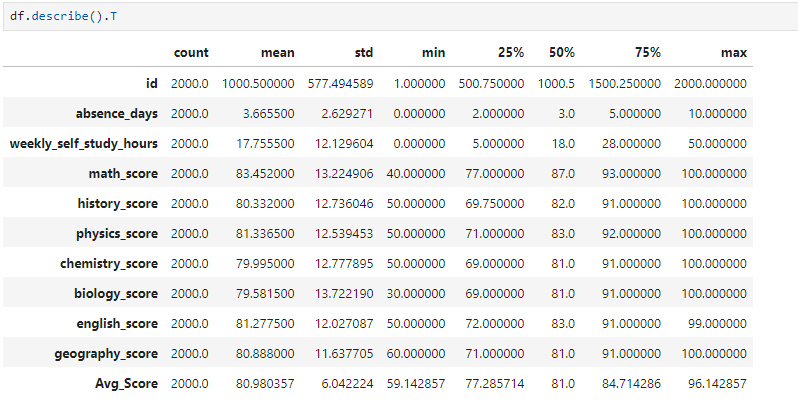 df.describe().T
count mean std min 25% 50% 75% max
id 2000.0 1000.500000 577.494589 1.000000 500.750000 1000.5 1500.250000 2000.000000
absence_days 2000.0 3.665500 2.629271 0.000000 2.000000 3.0 5.000000 10.000000
weekly_self_study_hours 2000.0 17.755500 12.129604 0.000000 5.000000 18.0 28.000000 50.000000
math_score 2000.0 83.452000 13.224906 40.000000 77.000000 87.0 93.000000 100.000000
history_score 2000.0 80.332000 12.736046 50.000000 69.750000 82.0 91.000000 100.000000
physics_score 2000.0 81.336500 12.539453 50.000000 71.000000 83.0 92.000000 100.000000
chemistry_score 2000.0 79.995000 12.777895 50.000000 69.000000 81.0 91.000000 100.000000
biology_score 2000.0 79.581500 13.722190 30.000000 69.000000 81.0 91.000000 100.000000
english_score 2000.0 81.277500 12.027087 50.000000 72.000000 83.0 91.000000 99.000000
geography_score 2000.0 80.888000 11.637705 60.000000 71.000000 81.0 91.000000 100.000000
Avg_Score 2000.0 80.980357 6.042224 59.142857 77.285714 81.0 84.714286 96.142857